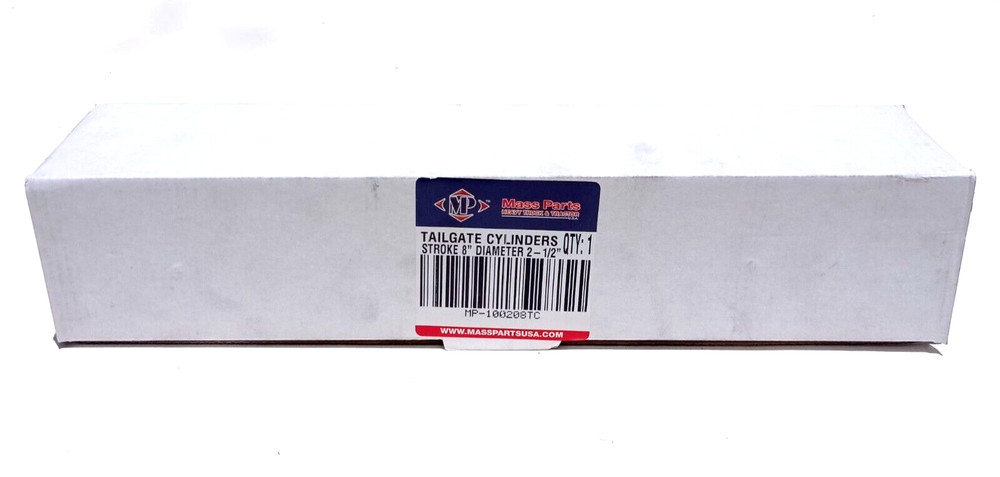 MP™
Mass Parts
HEAVY TRUCK & TRACTOR
TAILGATE CYLINDERS QTY: 1
STROKE 8" DIAMETER 2-1/2"
MP-100208TC
WWW.MASSPARTSUSA.COM